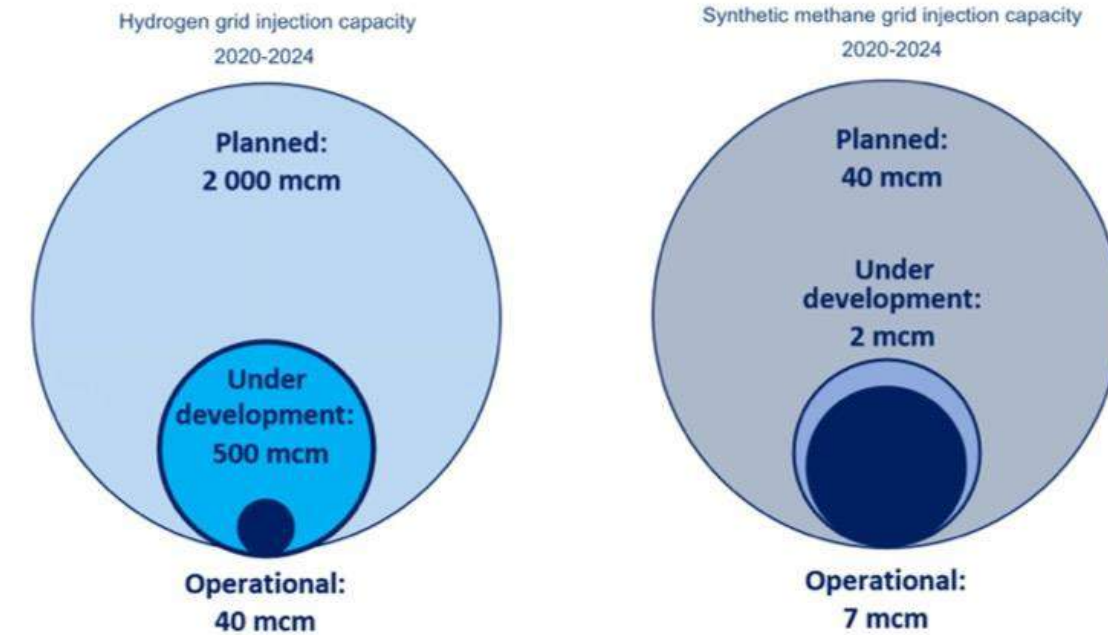 Hydrogen grid injection capacity
2020-2024
Planned:
2 000 mcm
Under
development:
500 mcm
Operational:
40 mcm
Synthetic methane grid injection capacity
2020-2024
Planned:
40 mcm
Under
development:
2 mcm
Operational:
7 mcm